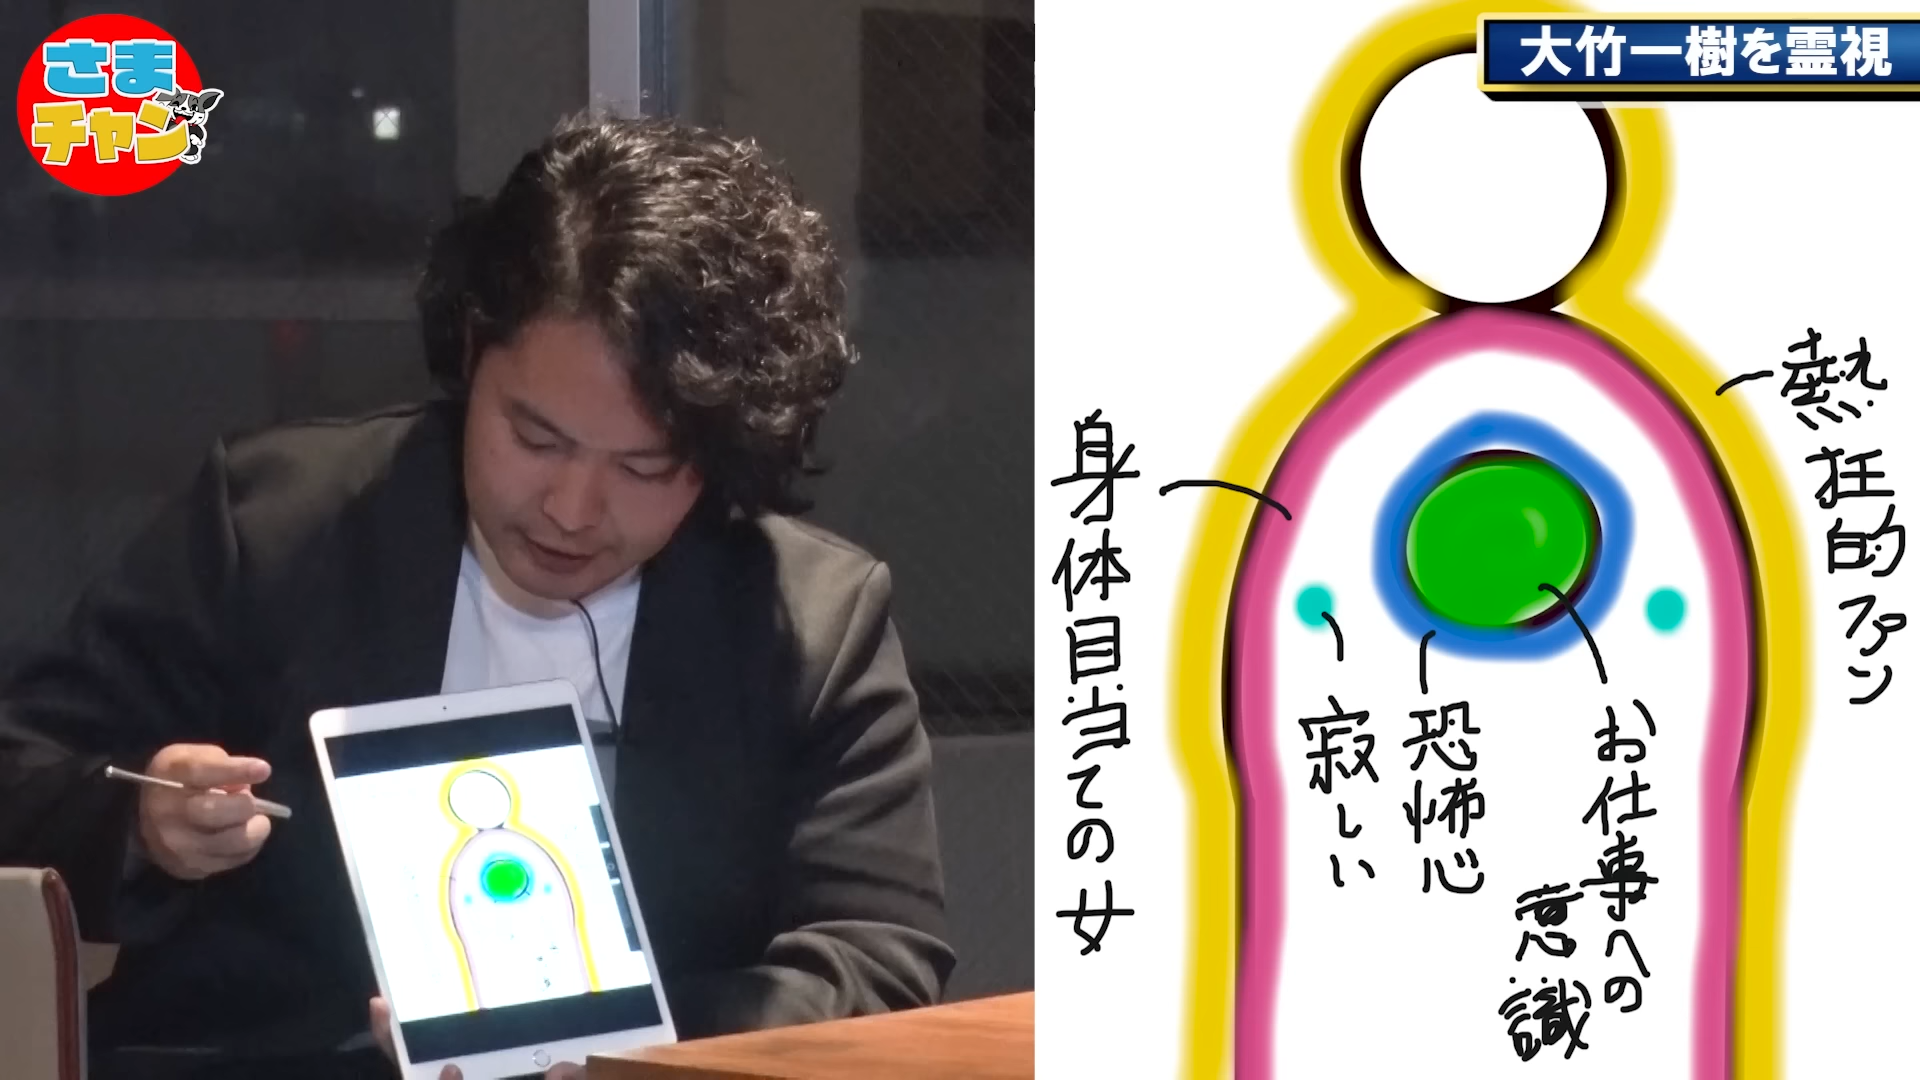 さま
チャン
大竹一樹を霊視
熱狂的ファン
身体目当ての女
寂しい
恐怖心
お仕事への
意識